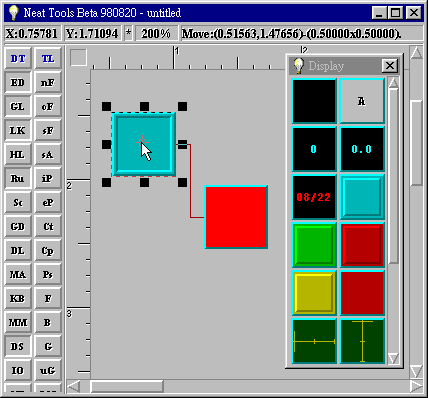 Neat Tools Beta 980820 - untitled
X:0.75781 Y:1.71094 * 200% Move:(0.51563,1.47656)-(0.50000x0.50000).
DT TL
ED nF
GL oF
LK sF
HL sA
Ru iP
Sc eP
GD Ct
DL Cp
MA Ps
KB F
MM B
DS G
IO uG
1
2
2
3
Display
A
0 0.0
08/22